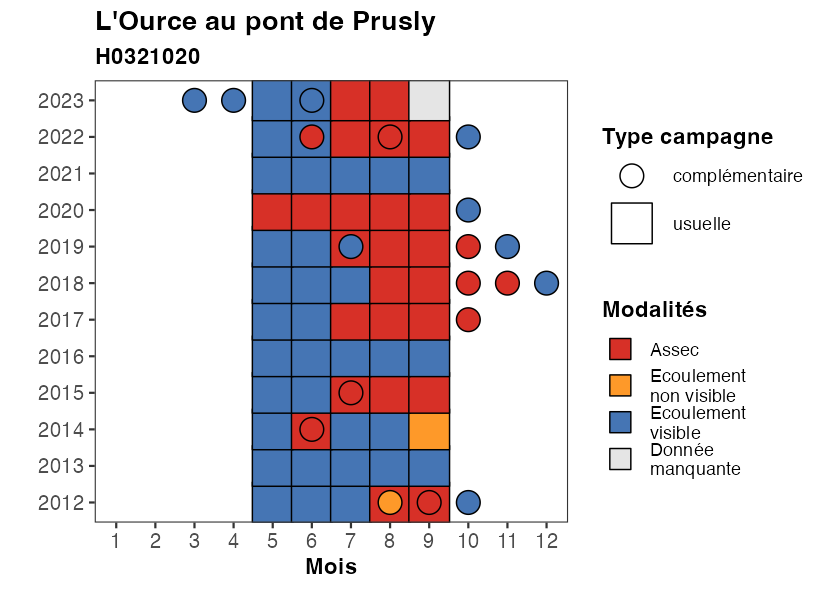 L'Ource au pont de Prusly
H0321020
2023
2022
2021
2020
2019
2018
2017
2016
2015
2014
2013
2012
1 2 3 4 5 6 7 8 9 10 11 12
Mois
Type campagne
complémentaire
usuelle
Modalités
Assec
Ecoulement
non visible
Ecoulement
visible
Donnée
manquante